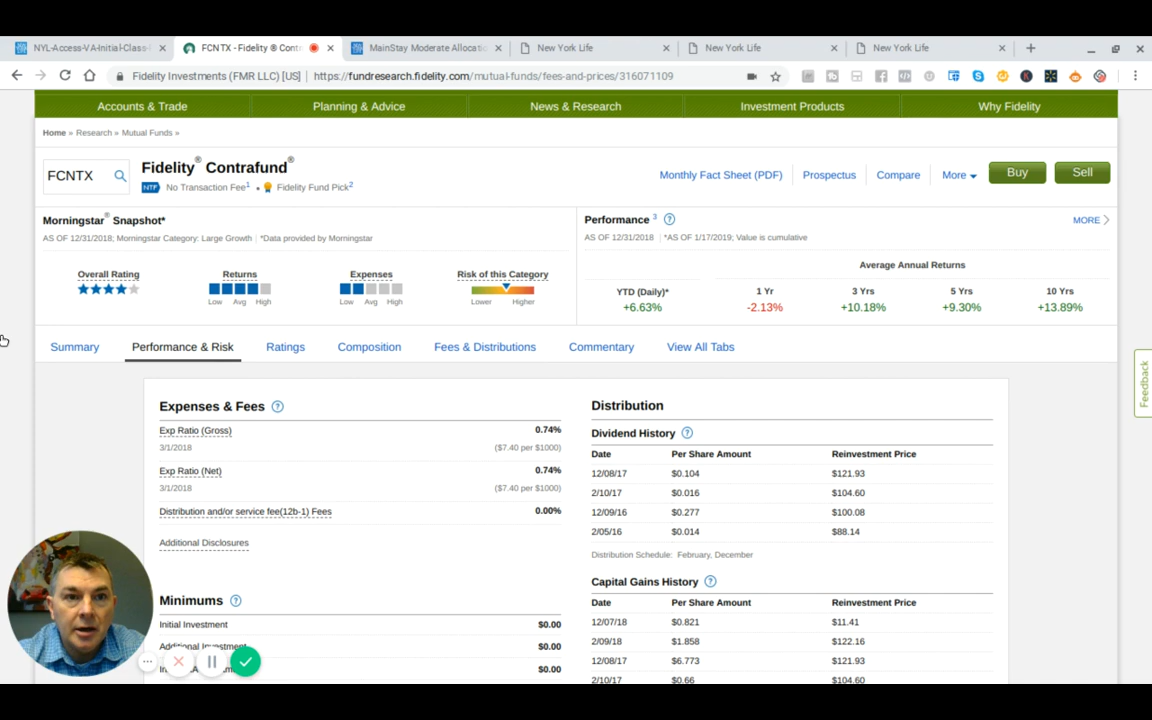 NYL-Access-VA-Initial-Class-
FCNTX - Fidelity ® Contr
MainStay Moderate Allocatio
New York Life
New York Life
New York Life
Fidelity Investments (FMR LLC) [US] | https://fundresearch.fidelity.com/mutual-funds/fees-and-prices/316071109
Accounts & Trade
Planning & Advice
News & Research
Investment Products
Why Fidelity
Home » Research » Mutual Funds »
FCNTX
Fidelity® Contrafund®
NTF No Transaction Fee1 • Fidelity Fund Pick2
Monthly Fact Sheet (PDF)
Prospectus
Compare
More
Buy
Sell
Morningstar® Snapshot*
AS OF 12/31/2018; Morningstar Category: Large Growth | *Data provided by Morningstar
Overall Rating
Returns
Low Avg High
Expenses
Low Avg High
Risk of this Category
Lower Higher
Performance 3 ?
MORE
AS OF 12/31/2018 | *AS OF 1/17/2019; Value is cumulative
Average Annual Returns
YTD (Daily)* 1 Yr 3 Yrs 5 Yrs 10 Yrs
+6.63% -2.13% +10.18% +9.30% +13.89%
Summary
Performance & Risk
Ratings
Composition
Fees & Distributions
Commentary
View All Tabs
Feedback
Expenses & Fees ?
Exp Ratio (Gross) 0.74%
3/1/2018 ($7.40 per $1000)
Exp Ratio (Net) 0.74%
3/1/2018 ($7.40 per $1000)
Distribution and/or service fee(12b-1) Fees 0.00%
Additional Disclosures
Minimums ?
Initial Investment $0.00
Additional Investment $0.00
$0.00
Distribution
Dividend History ?
Date Per Share Amount Reinvestment Price
12/08/17 $0.104 $121.93
2/10/17 $0.016 $104.60
12/09/16 $0.277 $100.08
2/05/16 $0.014 $88.14
Distribution Schedule: February, December
Capital Gains History ?
Date Per Share Amount Reinvestment Price
12/07/18 $0.821 $11.41
2/09/18 $1.858 $122.16
12/08/17 $6.773 $121.93
2/10/17 $0.66 $104.60